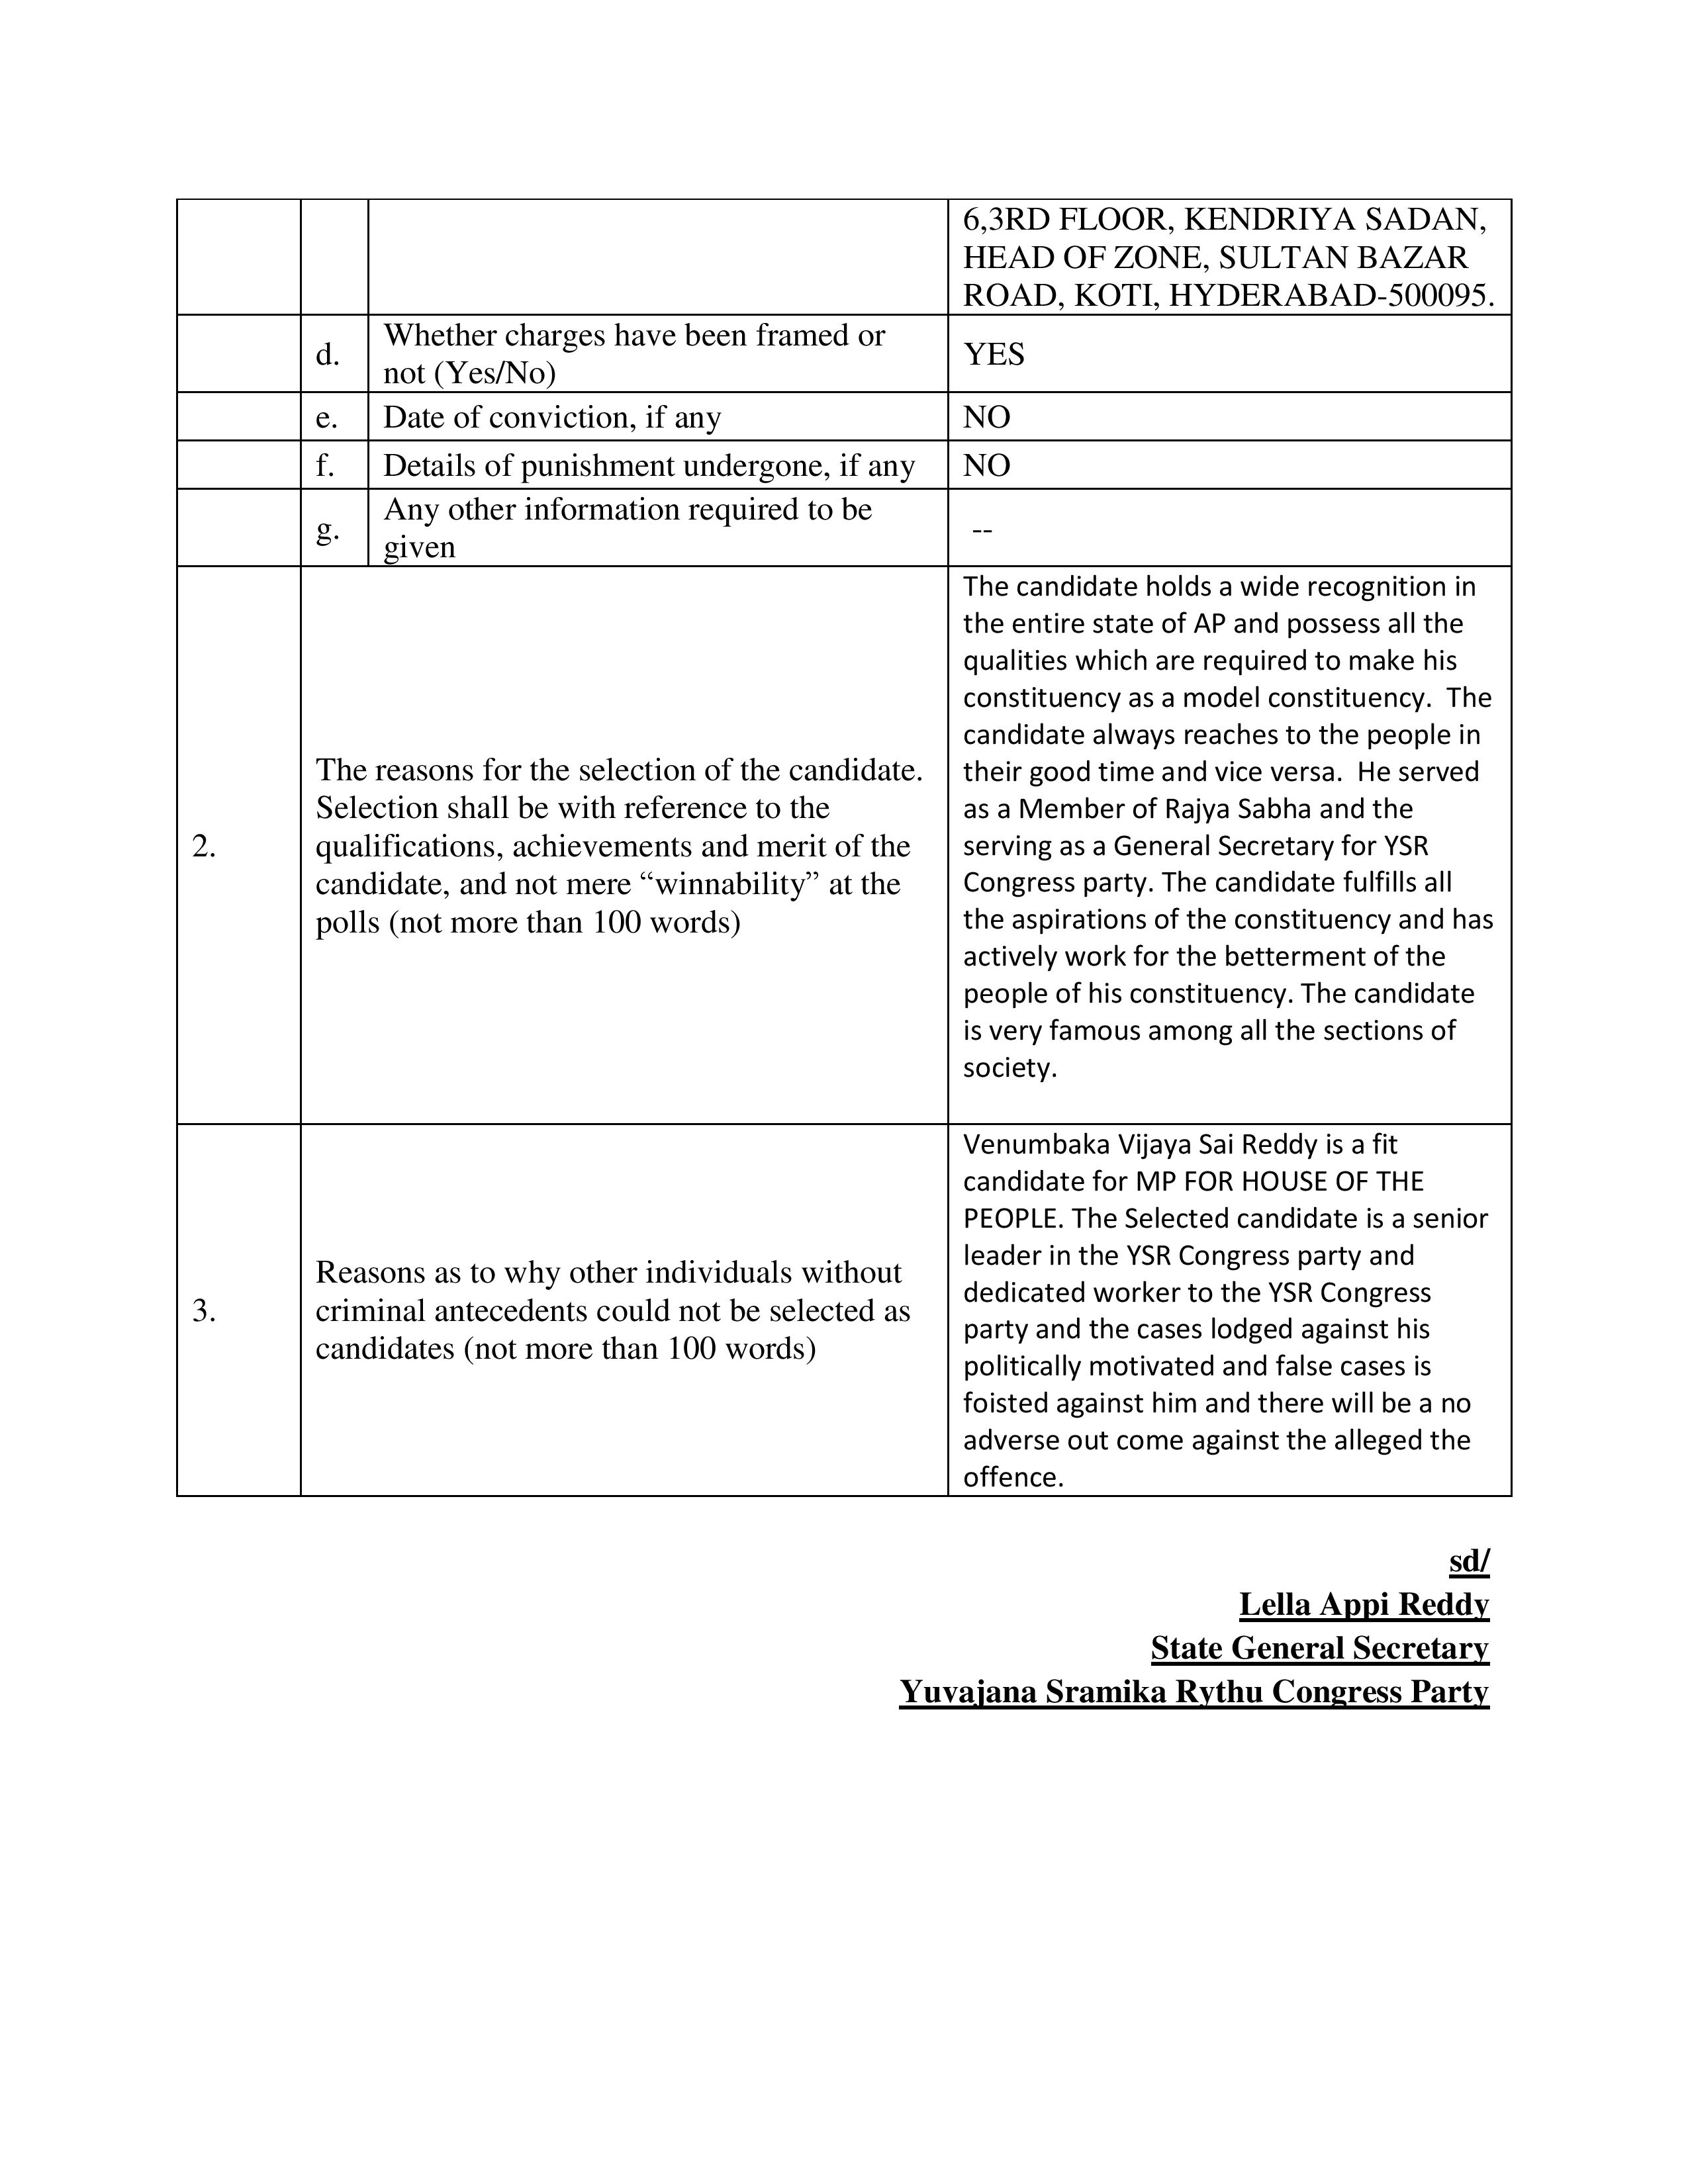 6,3RD FLOOR, KENDRIYA SADAN,
HEAD OF ZONE, SULTAN BAZAR
ROAD, KOTI, HYDERABAD-500095.
d.
Whether charges have been framed or
not (Yes/No)
YES
e.
Date of conviction, if any
NO
f.
Details of punishment undergone, if any
NO
g.
Any other information required to be
given
--
2.
The reasons for the selection of the candidate.
Selection shall be with reference to the
qualifications, achievements and merit of the
candidate, and not mere “winnability” at the
polls (not more than 100 words)
The candidate holds a wide recognition in
the entire state of AP and possess all the
qualities which are required to make his
constituency as a model constituency.  The
candidate always reaches to the people in
their good time and vice versa.  He served
as a Member of Rajya Sabha and the
serving as a General Secretary for YSR
Congress party. The candidate fulfills all
the aspirations of the constituency and has
actively work for the betterment of the
people of his constituency. The candidate
is very famous among all the sections of
society.
3.
Reasons as to why other individuals without
criminal antecedents could not be selected as
candidates (not more than 100 words)
Venumbaka Vijaya Sai Reddy is a fit
candidate for MP FOR HOUSE OF THE
PEOPLE. The Selected candidate is a senior
leader in the YSR Congress party and
dedicated worker to the YSR Congress
party and the cases lodged against his
politically motivated and false cases is
foisted against him and there will be a no
adverse out come against the alleged the
offence.
sd/
Lella Appi Reddy
State General Secretary
Yuvajana Sramika Rythu Congress Party